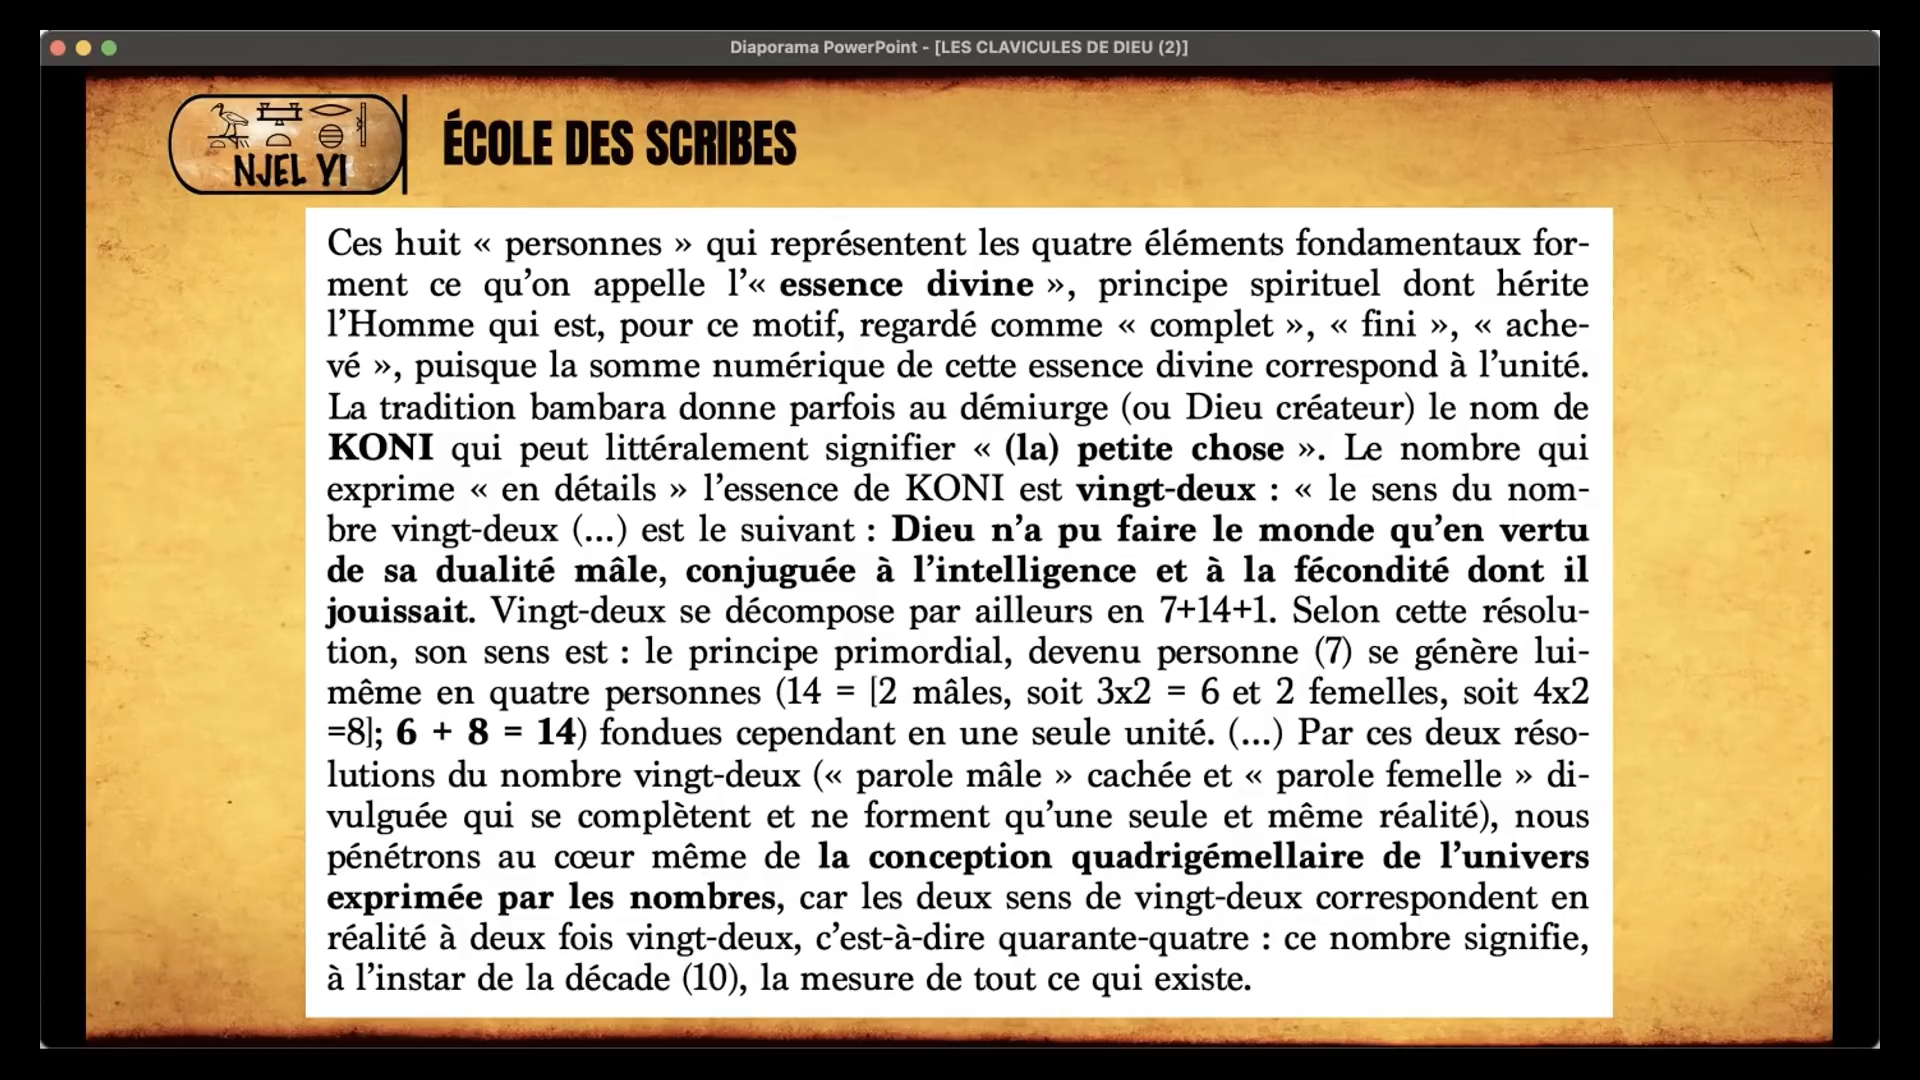 Diaporama PowerPoint - [LES CLAVICULES DE DIEU (2)]
NJEL YI
ÉCOLE DES SCRIBES
Ces huit « personnes » qui représentent les quatre éléments fondamentaux for-
ment ce qu’on appelle l’« essence divine », principe spirituel dont hérite
l’Homme qui est, pour ce motif, regardé comme « complet », « fini », « ache-
vé », puisque la somme numérique de cette essence divine correspond à l’unité.
La tradition bambara donne parfois au démiurge (ou Dieu créateur) le nom de
KONI qui peut littéralement signifier « (la) petite chose ». Le nombre qui
exprime « en détails » l’essence de KONI est vingt-deux : « le sens du nom-
bre vingt-deux (...) est le suivant : Dieu n’a pu faire le monde qu’en vertu
de sa dualité mâle, conjuguée à l’intelligence et à la fécondité dont il
jouissait. Vingt-deux se décompose par ailleurs en 7+14+1. Selon cette résolu-
tion, son sens est : le principe primordial, devenu personne (7) se génère lui-
même en quatre personnes (14 = [2 mâles, soit 3x2 = 6 et 2 femelles, soit 4x2
=8]; 6 + 8 = 14) fondues cependant en une seule unité. (...) Par ces deux réso-
lutions du nombre vingt-deux (« parole mâle » cachée et « parole femelle » di-
vulguée qui se complètent et ne forment qu’une seule et même réalité), nous
pénétrons au cœur même de la conception quadrigémellaire de l’univers
exprimée par les nombres, car les deux sens de vingt-deux correspondent en
réalité à deux fois vingt-deux, c’est-à-dire quarante-quatre : ce nombre signifie,
à l’instar de la décade (10), la mesure de tout ce qui existe.